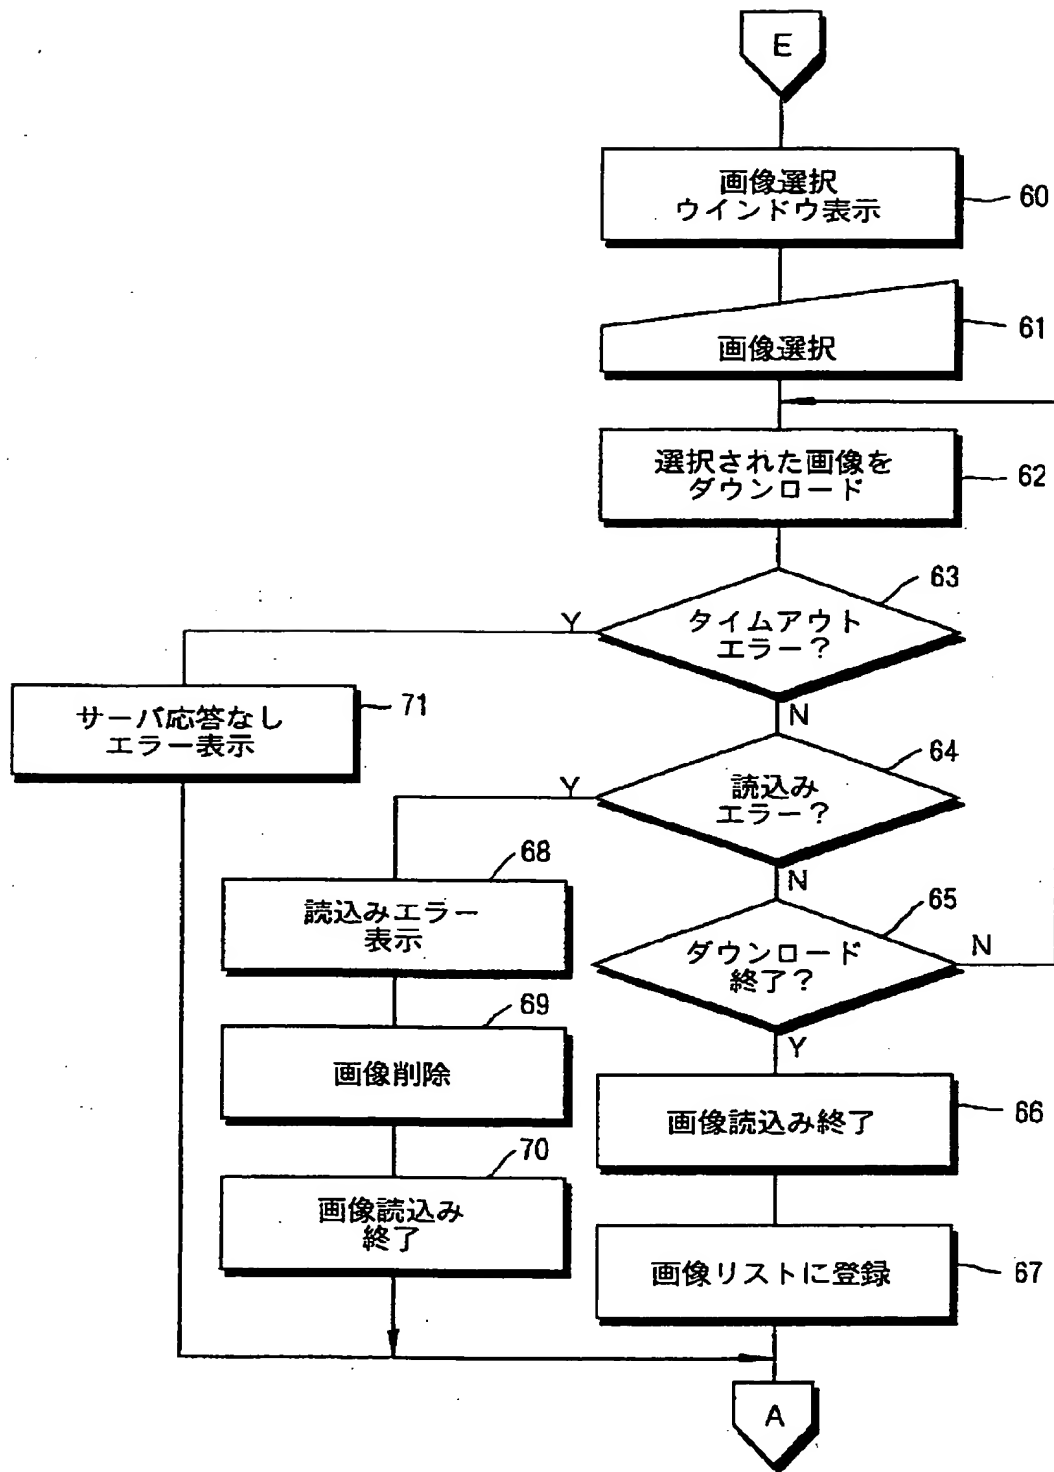 E
画像選択
ウインドウ表示
60
画像選択
61
選択された画像を
ダウンロード
62
タイムアウト
エラー？
63
Y
N
サーバ応答なし
エラー表示
71
読込み
エラー？
64
Y
N
読込みエラー
表示
68
ダウンロード
終了？
65
N
Y
画像削除
69
画像読込み終了
66
画像読込み
終了
70
画像リストに登録
67
A